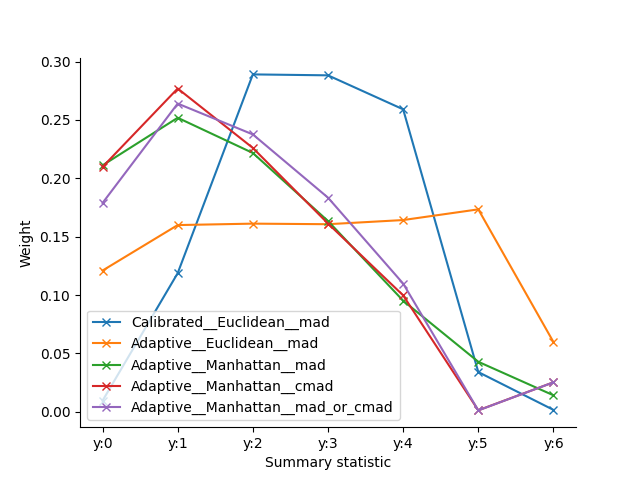 0.30
0.25
0.20
0.15
0.10
0.05
0.00
Weight
Calibrated__Euclidean__mad
Adaptive__Euclidean__mad
Adaptive__Manhattan__mad
Adaptive__Manhattan__cmad
Adaptive__Manhattan__mad_or_cmad
y:0 y:1 y:2 y:3 y:4 y:5 y:6
Summary statistic